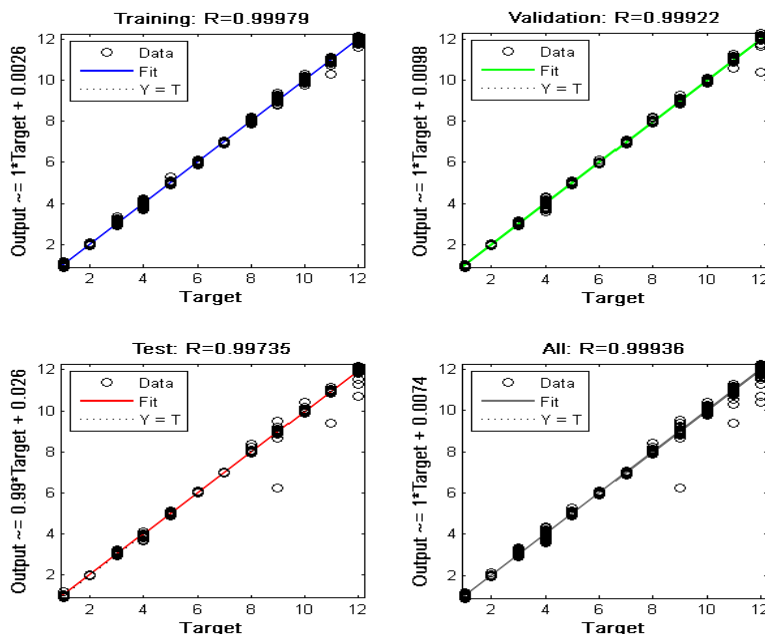 Training: R=0.99979
Output ~= 1*Target + 0.0026
Data
Fit
Y = T
12
10
8
6
4
2
2 4 6 8 10 12
Target
Validation: R=0.99922
Output ~= 1*Target + 0.0098
Data
Fit
Y = T
12
10
8
6
4
2
2 4 6 8 10 12
Target
Test: R=0.99735
Output ~= 0.99*Target + 0.026
Data
Fit
Y = T
12
10
8
6
4
2
2 4 6 8 10 12
Target
All: R=0.99936
Output ~= 1*Target + 0.0074
Data
Fit
Y = T
12
10
8
6
4
2
2 4 6 8 10 12
Target